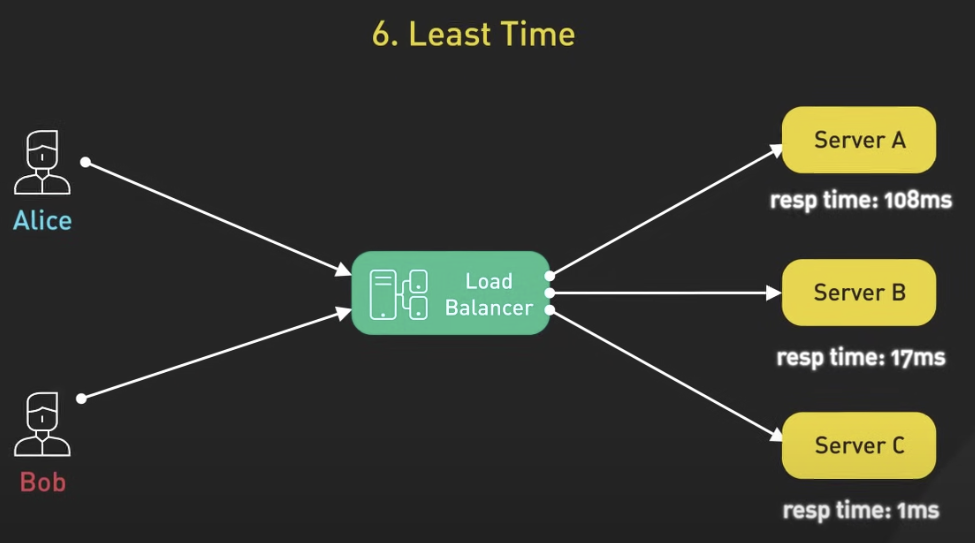 6. Least Time
Alice
Bob
Load
Balancer
Server A
resp time: 108ms
Server B
resp time: 17ms
Server C
resp time: 1ms